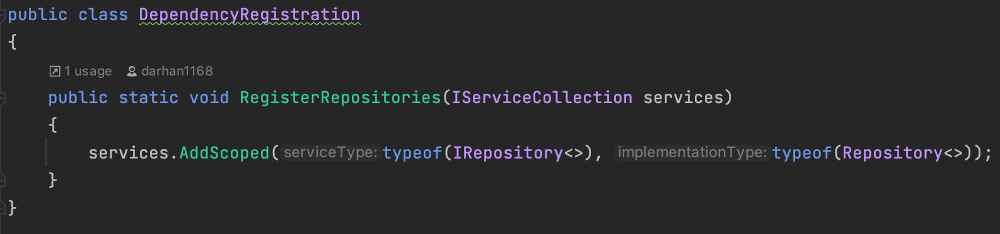 public class DependencyRegistration
{
1 usage darhan1168
public static void RegisterRepositories(IServiceCollection services)
{
services.AddScoped(serviceType:typeof(IRepository<>), implementationType:typeof(Repository<>));
}
}